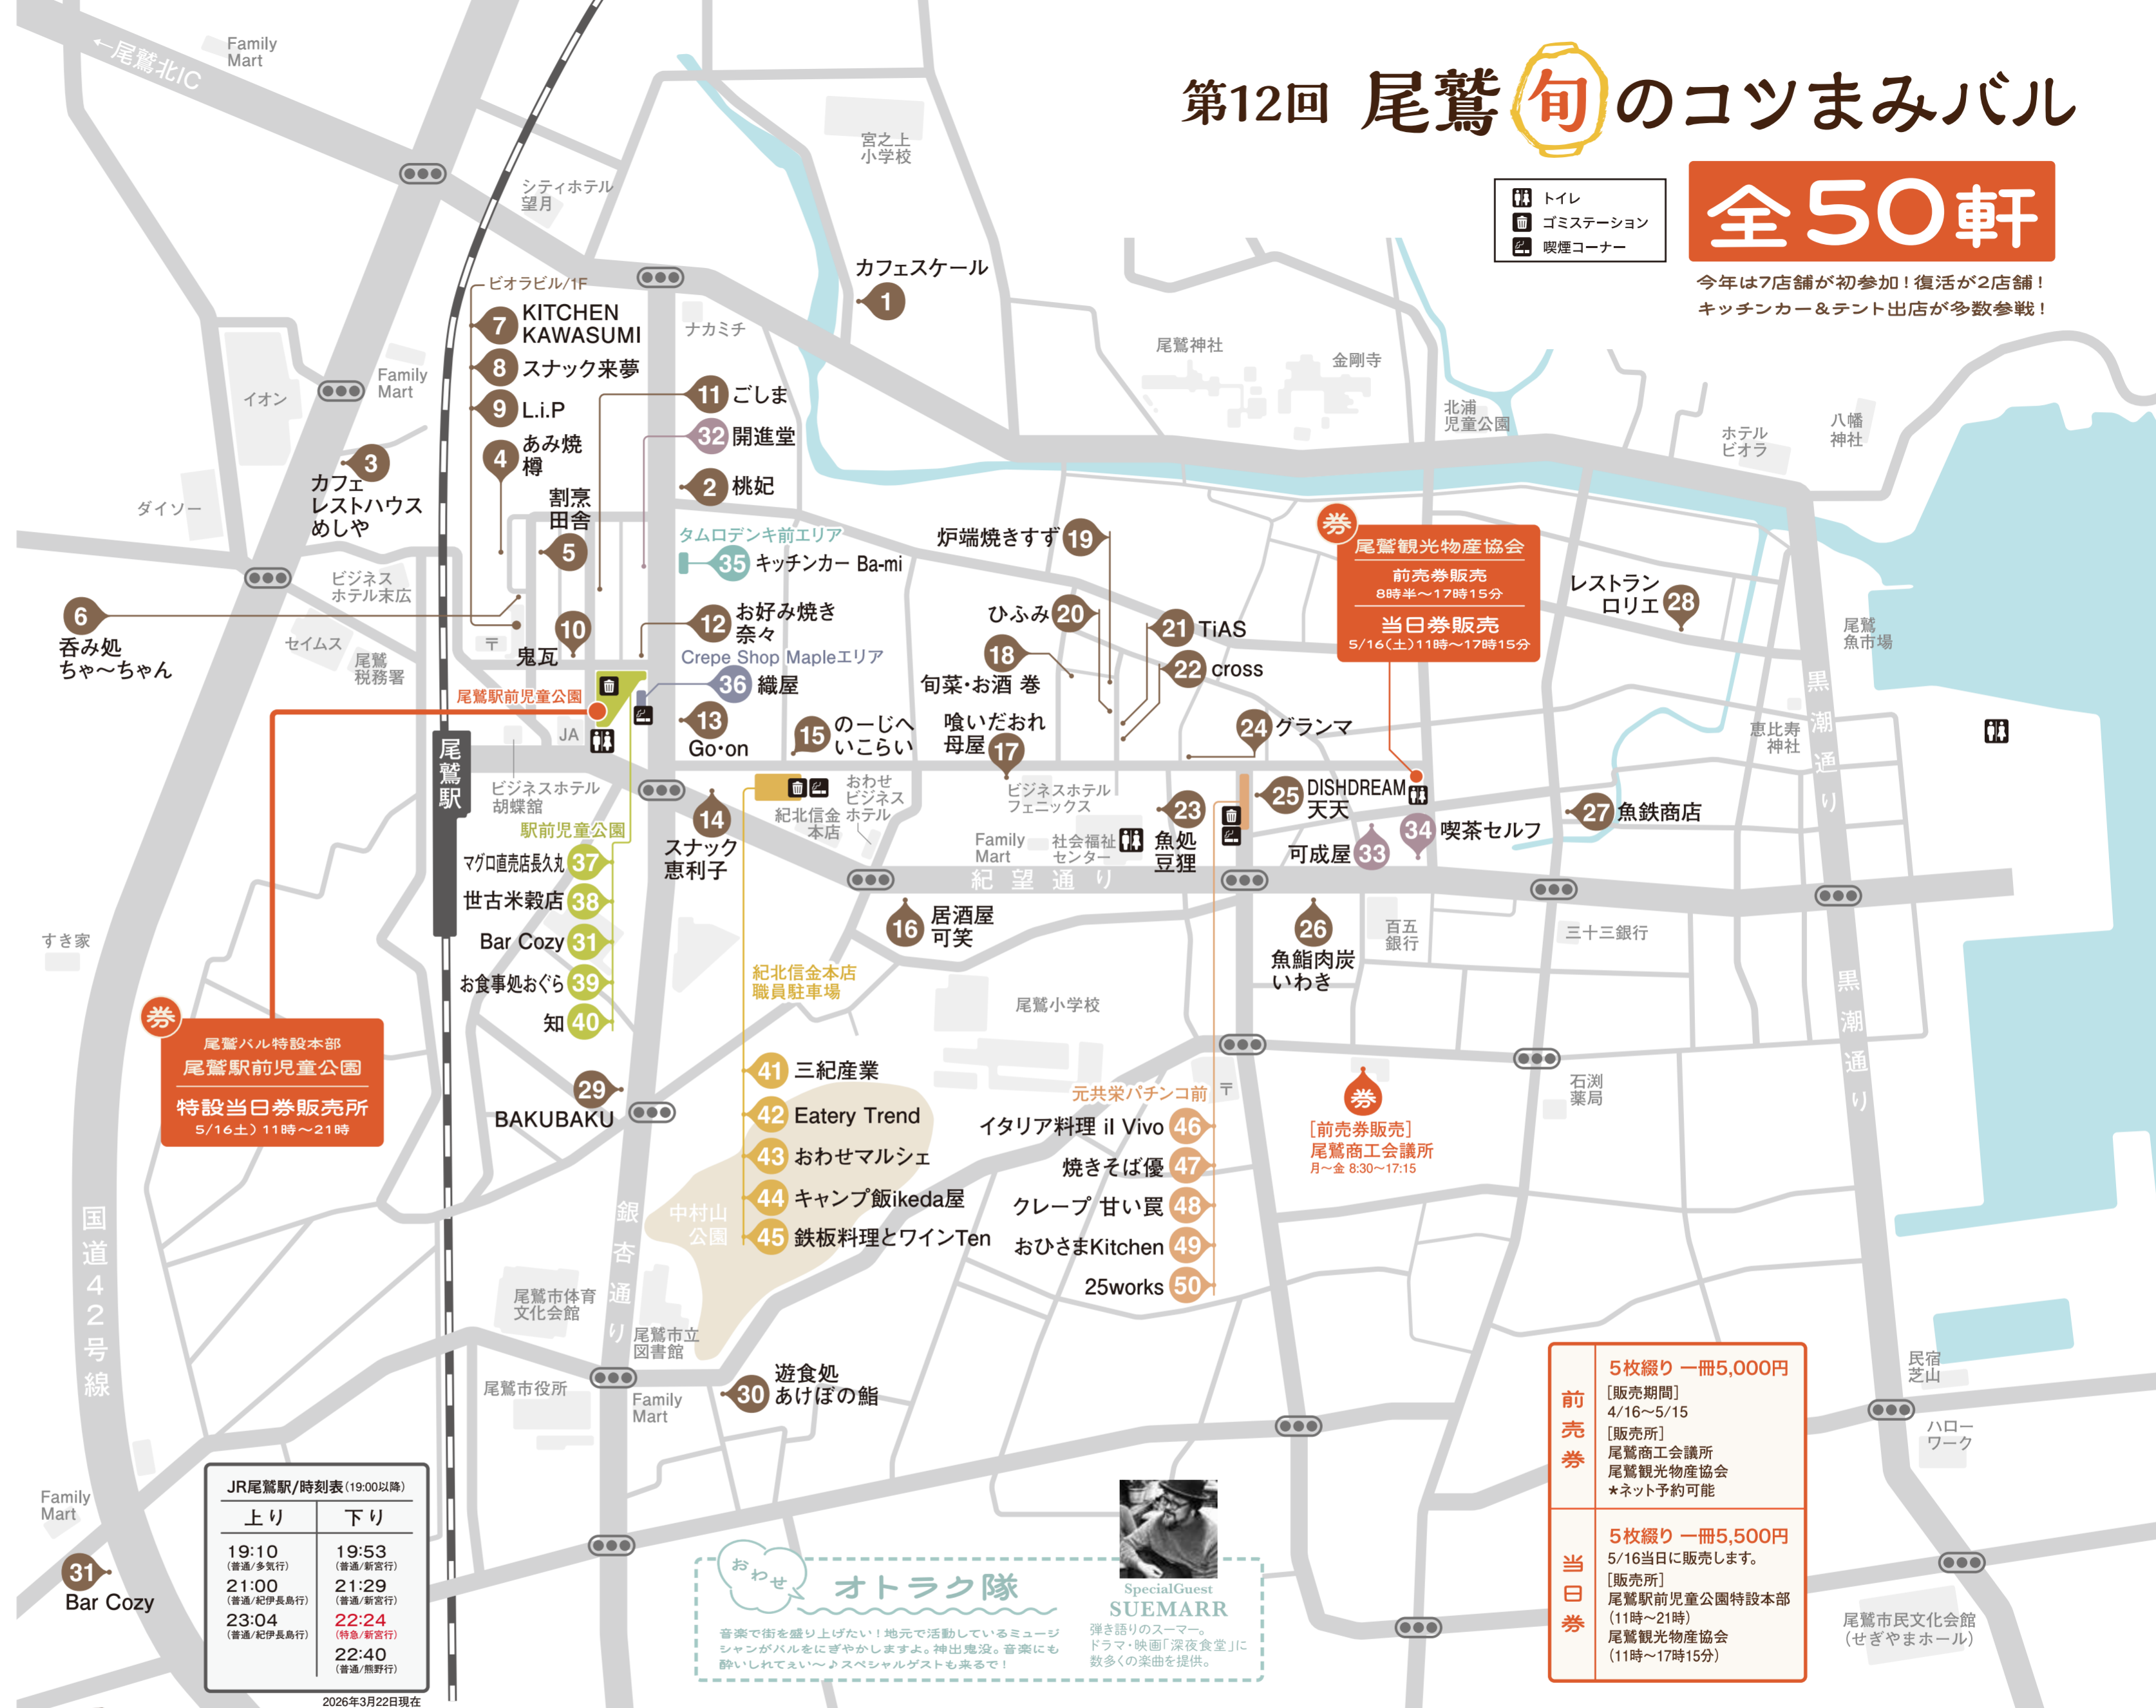 第12回 尾鷲旬のコツまみバル
トイレ
ゴミステーション
喫煙コーナー
全50軒
今年は7店舗が初参加！復活が2店舗！
キッチンカー＆テント出店が多数参戦！
←尾鷲北IC
Family
Mart
宮之上
小学校
シティホテル
望月
カフェスケール
1
ビオラビル/1F
7 KITCHEN
KAWASUMI
8 スナック来夢
9 L.i.P
4 あみ焼
樽
ナカミチ
11 ごしま
32 開進堂
2 桃妃
尾鷲神社
金剛寺
北浦
児童公園
ホテル
ビオラ
八幡
神社
イオン
Family
Mart
3
カフェ
レストハウス
めしや
ダイソー
割烹
田舎
5
タムロデンキ前エリア
35 キッチンカー Ba-mi
炉端焼きすず 19
券
尾鷲観光物産協会
前売券販売
8時半〜17時15分
当日券販売
5/16(土)11時〜17時15分
レストラン
ロリエ 28
尾鷲
魚市場
ビジネス
ホテル末広
6
呑み処
ちゃ〜ちゃん
セイムス
尾鷲
税務署
〒
10
鬼瓦
12 お好み焼き
奈々
Crepe Shop Mapleエリア
36 織屋
ひふみ 20
21 TiAS
18
旬菜・お酒 巻
22 cross
尾鷲駅前児童公園
JA
13
Go・on
15 のーじへ
いこらい
喰いだおれ
母屋 17
24 グランマ
恵比寿
神社
黒潮通り
尾鷲駅
ビジネスホテル
胡蝶舘
駅前児童公園
14
スナック
恵利子
紀北信金
本店
おわせ
ビジネス
ホテル
ビジネスホテル
フェニックス
Family
Mart
社会福祉
センター
23
魚処
豆狸
25 DISHDREAM
天天
可成屋 33
34 喫茶セルフ
27 魚鉄商店
紀望通り
マグロ直売店長久丸 37
世古米穀店 38
Bar Cozy 31
お食事処おぐら 39
知 40
16 居酒屋
可笑
26
魚鮨肉炭
いわき
百五
銀行
三十三銀行
すき家
紀北信金本店
職員駐車場
尾鷲小学校
黒潮通り
券
尾鷲バル特設本部
尾鷲駅前児童公園
特設当日券販売所
5/16土）11時〜21時
29
BAKUBAKU
41 三紀産業
42 Eatery Trend
43 おわせマルシェ
44 キャンプ飯ikeda屋
45 鉄板料理とワインTen
元共栄パチンコ前
〒
イタリア料理 il Vivo 46
焼きそば優 47
クレープ 甘い罠 48
おひさまKitchen 49
25works 50
券
［前売券販売］
尾鷲商工会議所
月〜金 8:30〜17:15
石渕
薬局
国道42号線
銀杏通り
中村山
公園
尾鷲市体育
文化会館
尾鷲市立
図書館
尾鷲市役所
Family
Mart
30 遊食処
あけぼの鮨
民宿
芝山
ハロー
ワーク
Family
Mart
31
Bar Cozy
JR尾鷲駅/時刻表（19:00以降）
上り 下り
19:10 19:53
（普通/多気行） （普通/新宮行）
21:00 21:29
（普通/紀伊長島行） （普通/新宮行）
23:04 22:24
（普通/紀伊長島行） （特急/新宮行）
22:40
（普通/熊野行）
2026年3月22日現在
おわせ
オトラク隊
音楽で街を盛り上げたい！地元で活動しているミュージ
シャンがバルをにぎやかしますよ。神出鬼没。音楽にも
酔いしれてぇい〜♪スペシャルゲストも来るで！
SpecialGuest
SUEMARR
弾き語りのスーマー。
ドラマ・映画「深夜食堂」に
数多くの楽曲を提供。
前売券
5枚綴り 一冊5,000円
［販売期間］
4/16〜5/15
［販売所］
尾鷲商工会議所
尾鷲観光物産協会
＊ネット予約可能
当日券
5枚綴り 一冊5,500円
5/16当日に販売します。
［販売所］
尾鷲駅前児童公園特設本部
（11時〜21時）
尾鷲観光物産協会
（11時〜17時15分）
尾鷲市民文化会館
（せぎやまホール）